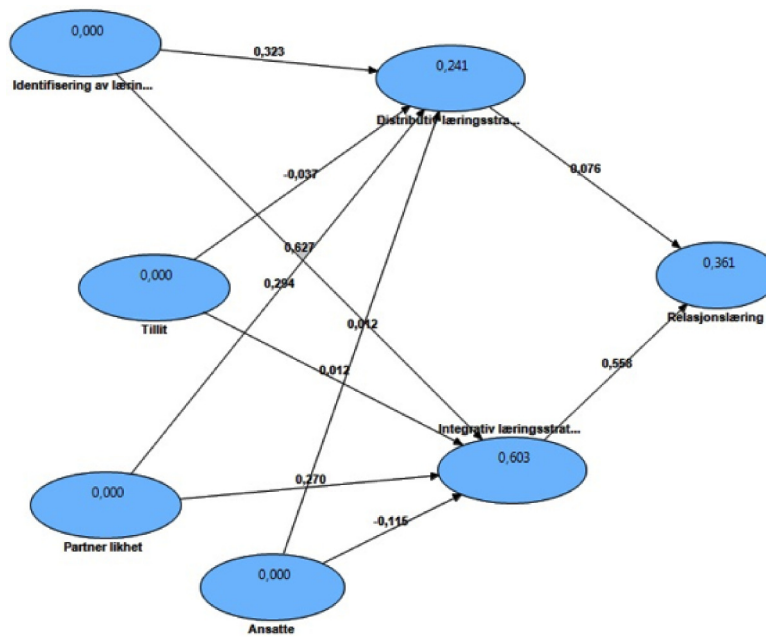 0,000
Identifisering av lærin...
0,323
0,241
Distributiv læringsstra...
-0,037
0,076
0,627
0,000
Tillit
0,294
0,361
Relasjonslæring
0,012
0,012
0,558
Integrativ læringsstrat...
0,603
0,000
Partner likhet
0,270
-0,115
0,000
Ansatte